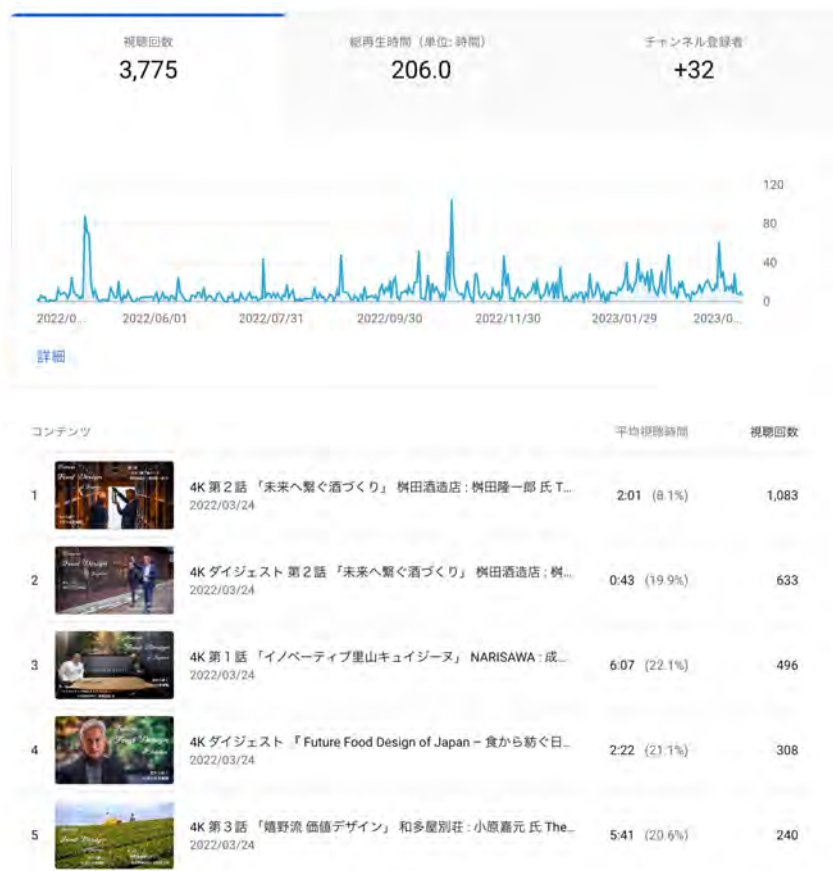 視聴回数
3,775
総再生時間（単位: 時間）
206.0
チャンネル登録者
+32
120
80
40
0
2022/0...
2022/06/01
2022/07/31
2022/09/30
2022/11/30
2023/01/29
2023/0...
詳細
コンテンツ
平均視聴時間
視聴回数
1
4K 第２話 「未来へ繋ぐ酒づくり」 桝田酒造店 : 桝田隆一郎 氏 T...
2022/03/24
2:01 (8.1%)
1,083
2
Food Design
4K ダイジェスト 第２話 「未来へ繋ぐ酒づくり」 桝田酒造店 : 桝...
2022/03/24
0:43 (19.9%)
633
3
4K 第１話 「イノベーティブ里山キュイジーヌ」 NARISAWA : 成...
2022/03/24
6:07 (22.1%)
496
4
4K ダイジェスト 『 Future Food Design of Japan – 食から紡ぐ日...
2022/03/24
2:22 (21.1%)
308
5
4K 第３話 「嬉野流 価値デザイン」 和多屋別荘 : 小原嘉元 氏 The...
2022/03/24
5:41 (20.6%)
240